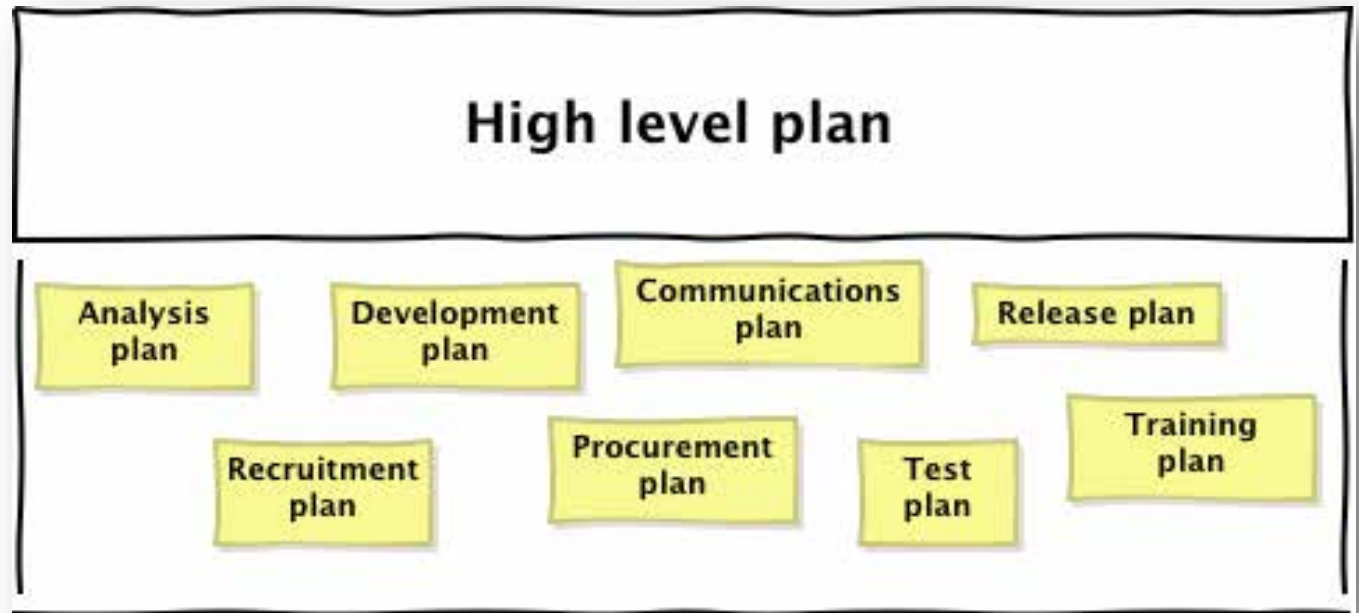 High level plan
Analysis
plan
Development
plan
Communications
plan
Release plan
Recruitment
plan
Procurement
plan
Test
plan
Training
plan